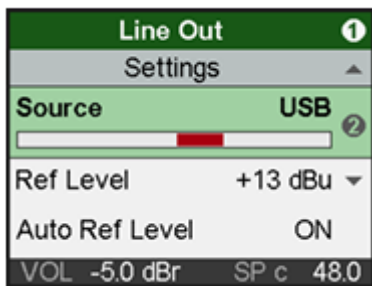 Line Out 1
Settings
Source USB 2
Ref Level +13 dBu
Auto Ref Level ON
VOL -5.0 dBr SP c 48.0